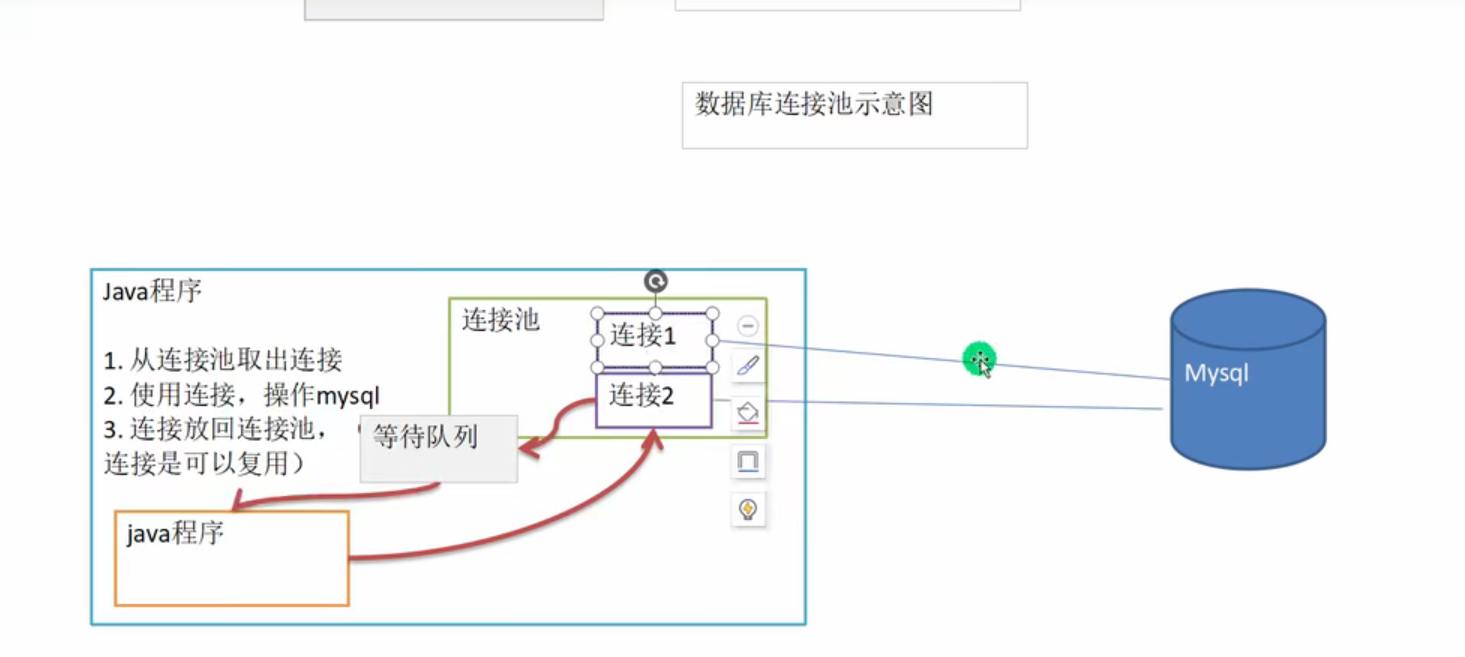 数据库连接池示意图
Java程序
1. 从连接池取出连接
2. 使用连接，操作mysql
3. 连接放回连接池，（
连接是可以复用）
连接池
连接1
连接2
等待队列
java程序
Mysql